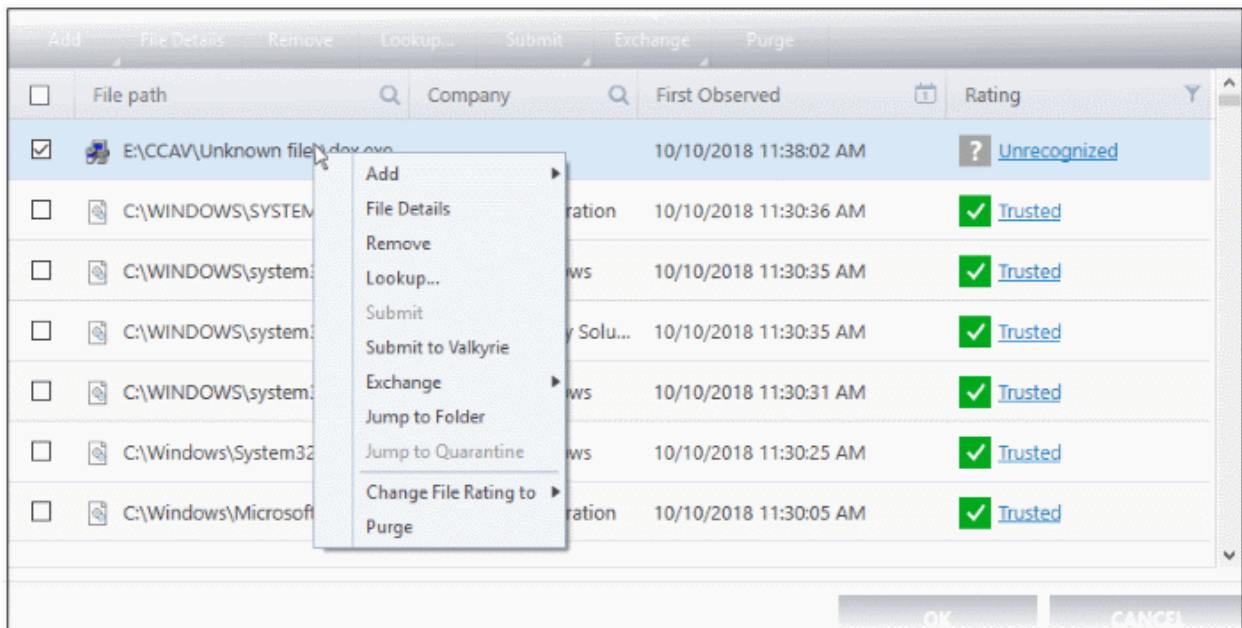 Add File Details Remove Lookup... Submit Exchange Purge
File path Company First Observed Rating
E:\CCAV\Unknown file 10/10/2018 11:38:02 AM ? Unrecognized
C:\WINDOWS\SYSTEM ration 10/10/2018 11:30:36 AM Trusted
C:\WINDOWS\system ws 10/10/2018 11:30:35 AM Trusted
C:\WINDOWS\system y Solu... 10/10/2018 11:30:35 AM Trusted
C:\WINDOWS\system ws 10/10/2018 11:30:31 AM Trusted
C:\Windows\System32 ws 10/10/2018 11:30:25 AM Trusted
C:\Windows\Microsoft ration 10/10/2018 11:30:05 AM Trusted
Add
File Details
Remove
Lookup...
Submit
Submit to Valkyrie
Exchange
Jump to Folder
Jump to Quarantine
Change File Rating to
Purge
OK CANCEL